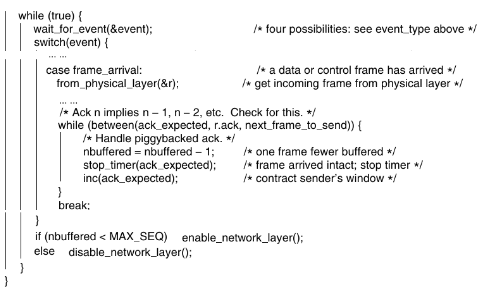 while (true) {
wait_for_event(&event); /* four possibilities: see event_type above */
switch(event) {
... ...
case frame_arrival: /* a data or control frame has arrived */
from_physical_layer(&r); /* get incoming frame from physical layer */
... ...
/* Ack n implies n − 1, n − 2, etc. Check for this. */
while (between(ack_expected, r.ack, next_frame_to_send)) {
/* Handle piggybacked ack. */
nbuffered = nbuffered − 1; /* one frame fewer buffered */
stop_timer(ack_expected); /* frame arrived intact; stop timer */
inc(ack_expected); /* contract sender's window */
}
break;
}
if (nbuffered < MAX_SEQ) enable_network_layer();
else disable_network_layer();
}
}